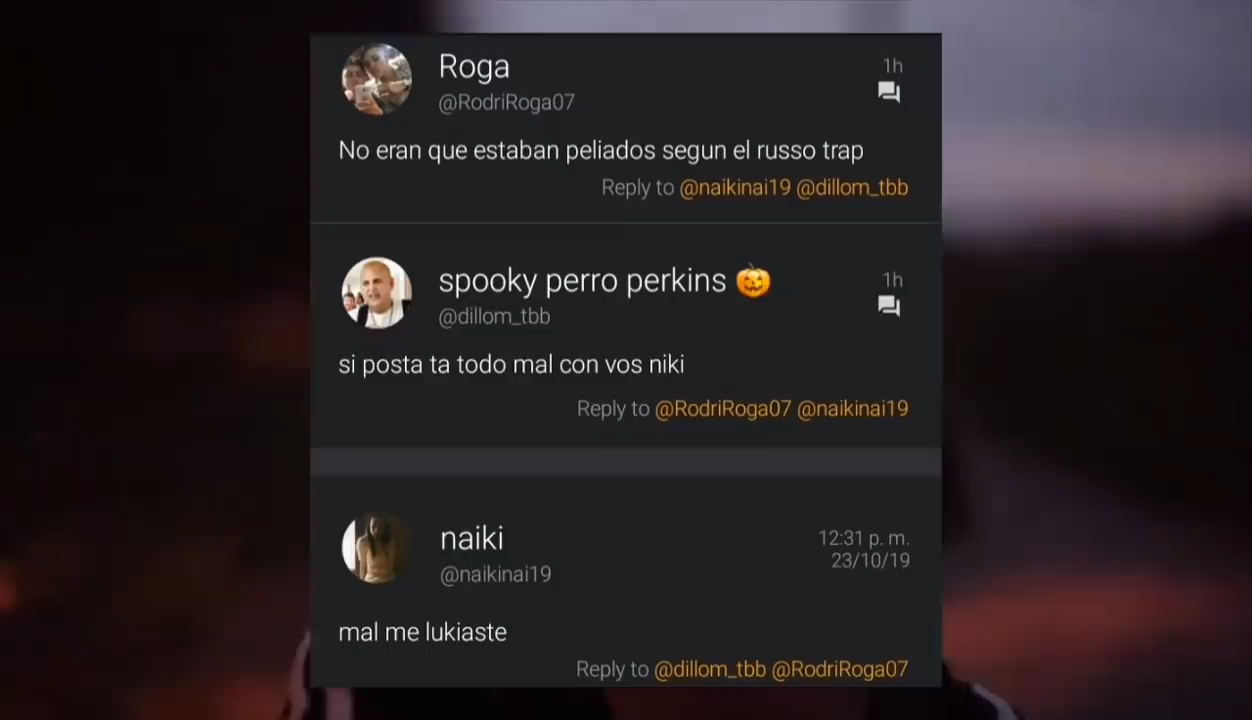 Roga
1h
@RodriRoga07
No eran que estaban peliados segun el russo trap
Reply to @naikinai19 @dillom_tbb
spooky perro perkins 🎃
1h
@dillom_tbb
si posta ta todo mal con vos niki
Reply to @RodriRoga07 @naikinai19
naiki
12:31 p. m.
23/10/19
@naikinai19
mal me lukiaste
Reply to @dillom_tbb @RodriRoga07